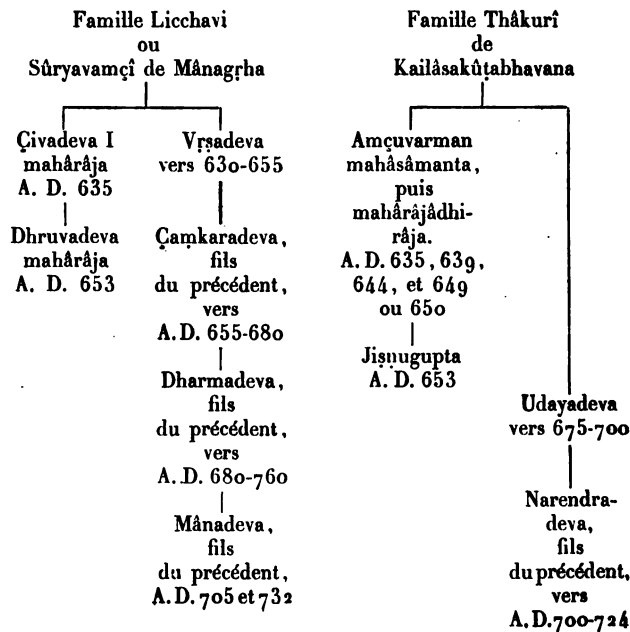 Famille Licchavi
ou
Sûryavamçî de Mânagṛha
Çivadeva I
mahârâja
A. D. 635
Dhruvadeva
mahârâja
A. D. 653
Vṛṣadeva
vers 630-655
Çaṃkaradeva,
fils
du précédent,
vers
A.D. 655-680
Dharmadeva,
fils
du précédent,
vers
A.D. 680-760
Mânadeva,
fils
du précédent,
A.D. 705 et 732
Famille Thâkurî
de
Kailâsakûṭabhavana
Amçuvarman
mahâsâmanta,
puis
mahârâjâdhi-
râja.
A.D. 635, 639,
644, et 649
ou 650
Jiṣṇugupta
A. D. 653
Udayadeva
vers 675-700
Narendra-
deva,
fils
du précédent,
vers
A.D. 700-724